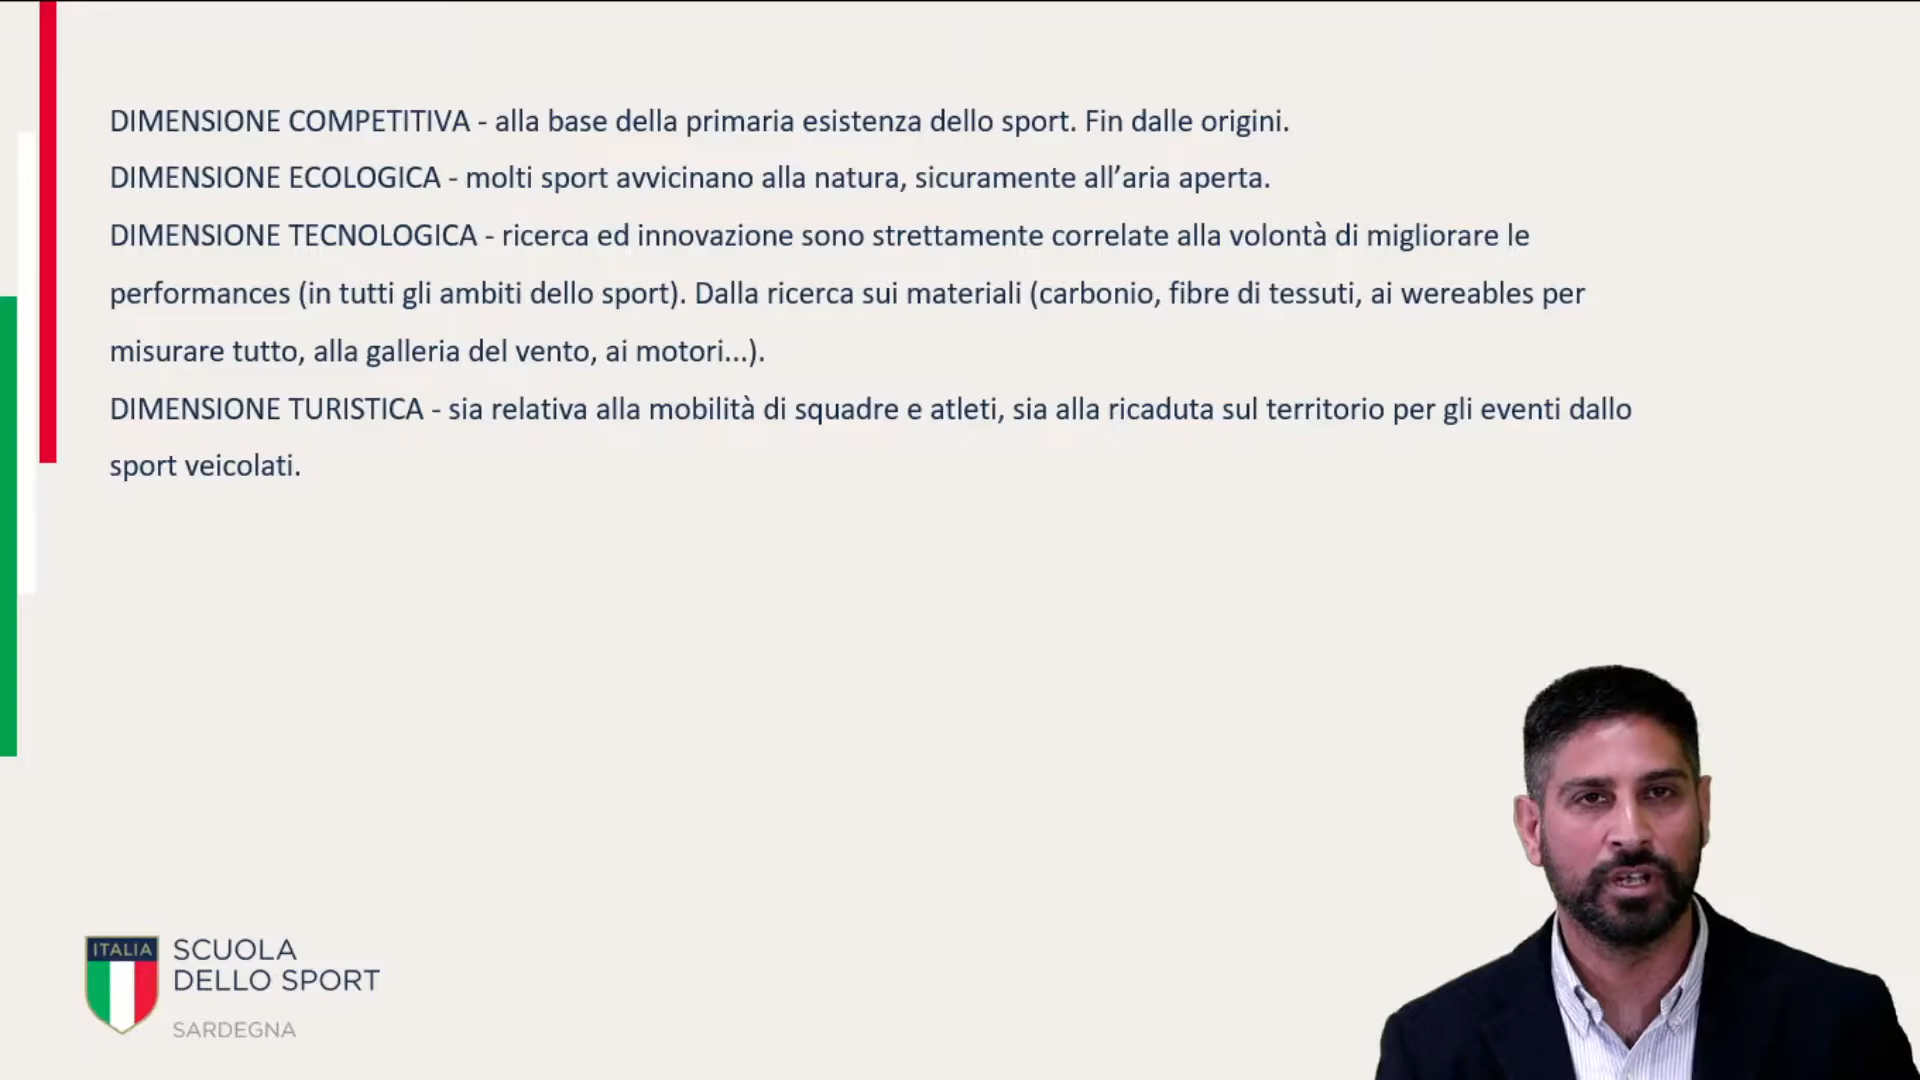 DIMENSIONE COMPETITIVA - alla base della primaria esistenza dello sport. Fin dalle origini.
DIMENSIONE ECOLOGICA - molti sport avvicinano alla natura, sicuramente all’aria aperta.
DIMENSIONE TECNOLOGICA - ricerca ed innovazione sono strettamente correlate alla volontà di migliorare le
performances (in tutti gli ambiti dello sport). Dalla ricerca sui materiali (carbonio, fibre di tessuti, ai wereables per
misurare tutto, alla galleria del vento, ai motori...).
DIMENSIONE TURISTICA - sia relativa alla mobilità di squadre e atleti, sia alla ricaduta sul territorio per gli eventi dallo
sport veicolati.
ITALIA
SCUOLA
DELLO SPORT
SARDEGNA